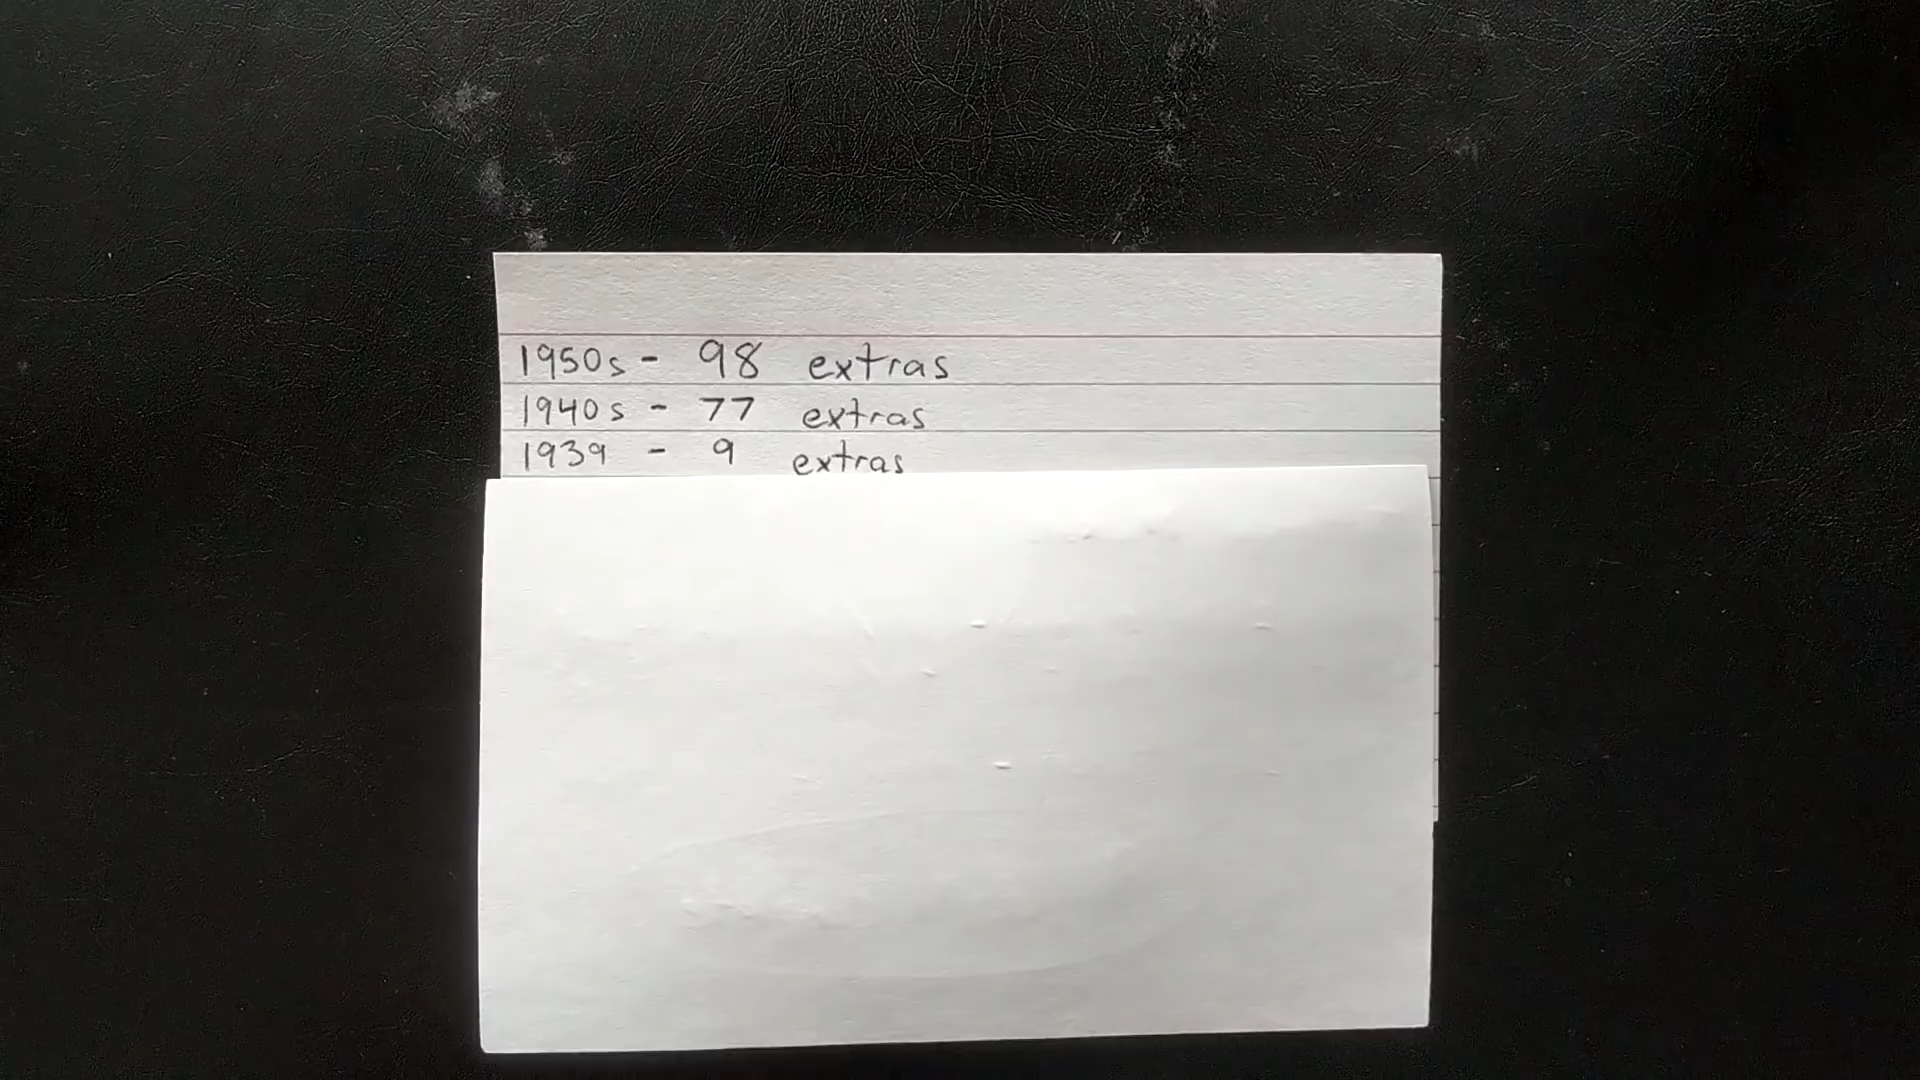 1950s - 98 extras
1940s - 77 extras
1939 - 9 extras